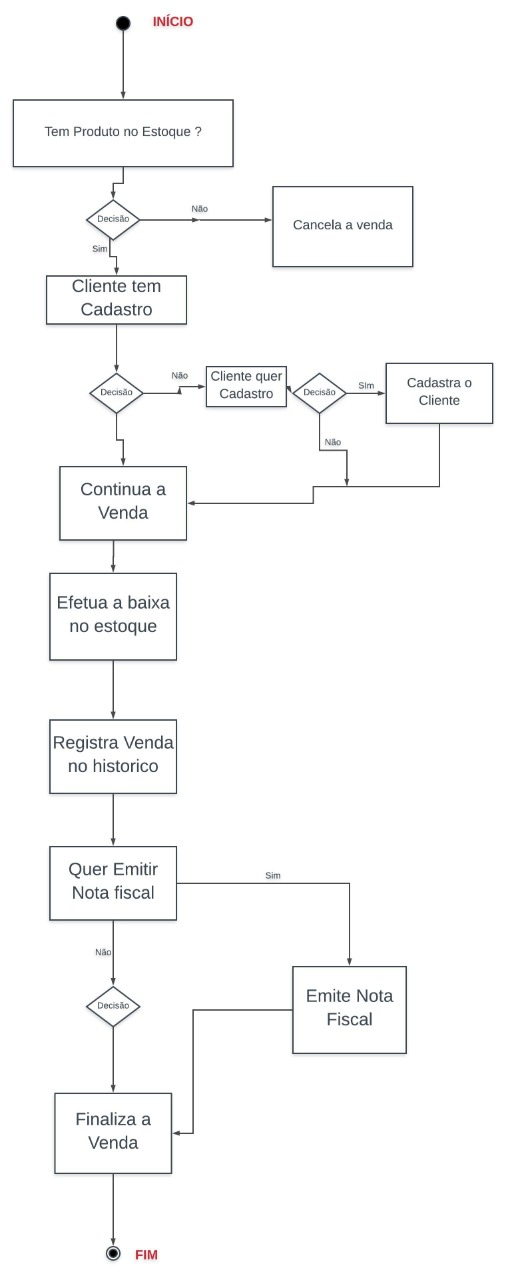 INÍCIO
Tem Produto no Estoque ?
Decisão
Não
Cancela a venda
Sim
Cliente tem
Cadastro
Decisão
Não
Cliente quer
Cadastro
Decisão
SIm
Cadastra o
Cliente
Não
Continua a
Venda
Efetua a baixa
no estoque
Registra Venda
no historico
Quer Emitir
Nota fiscal
Sim
Não
Decisão
Emite Nota
Fiscal
Finaliza a
Venda
FIM